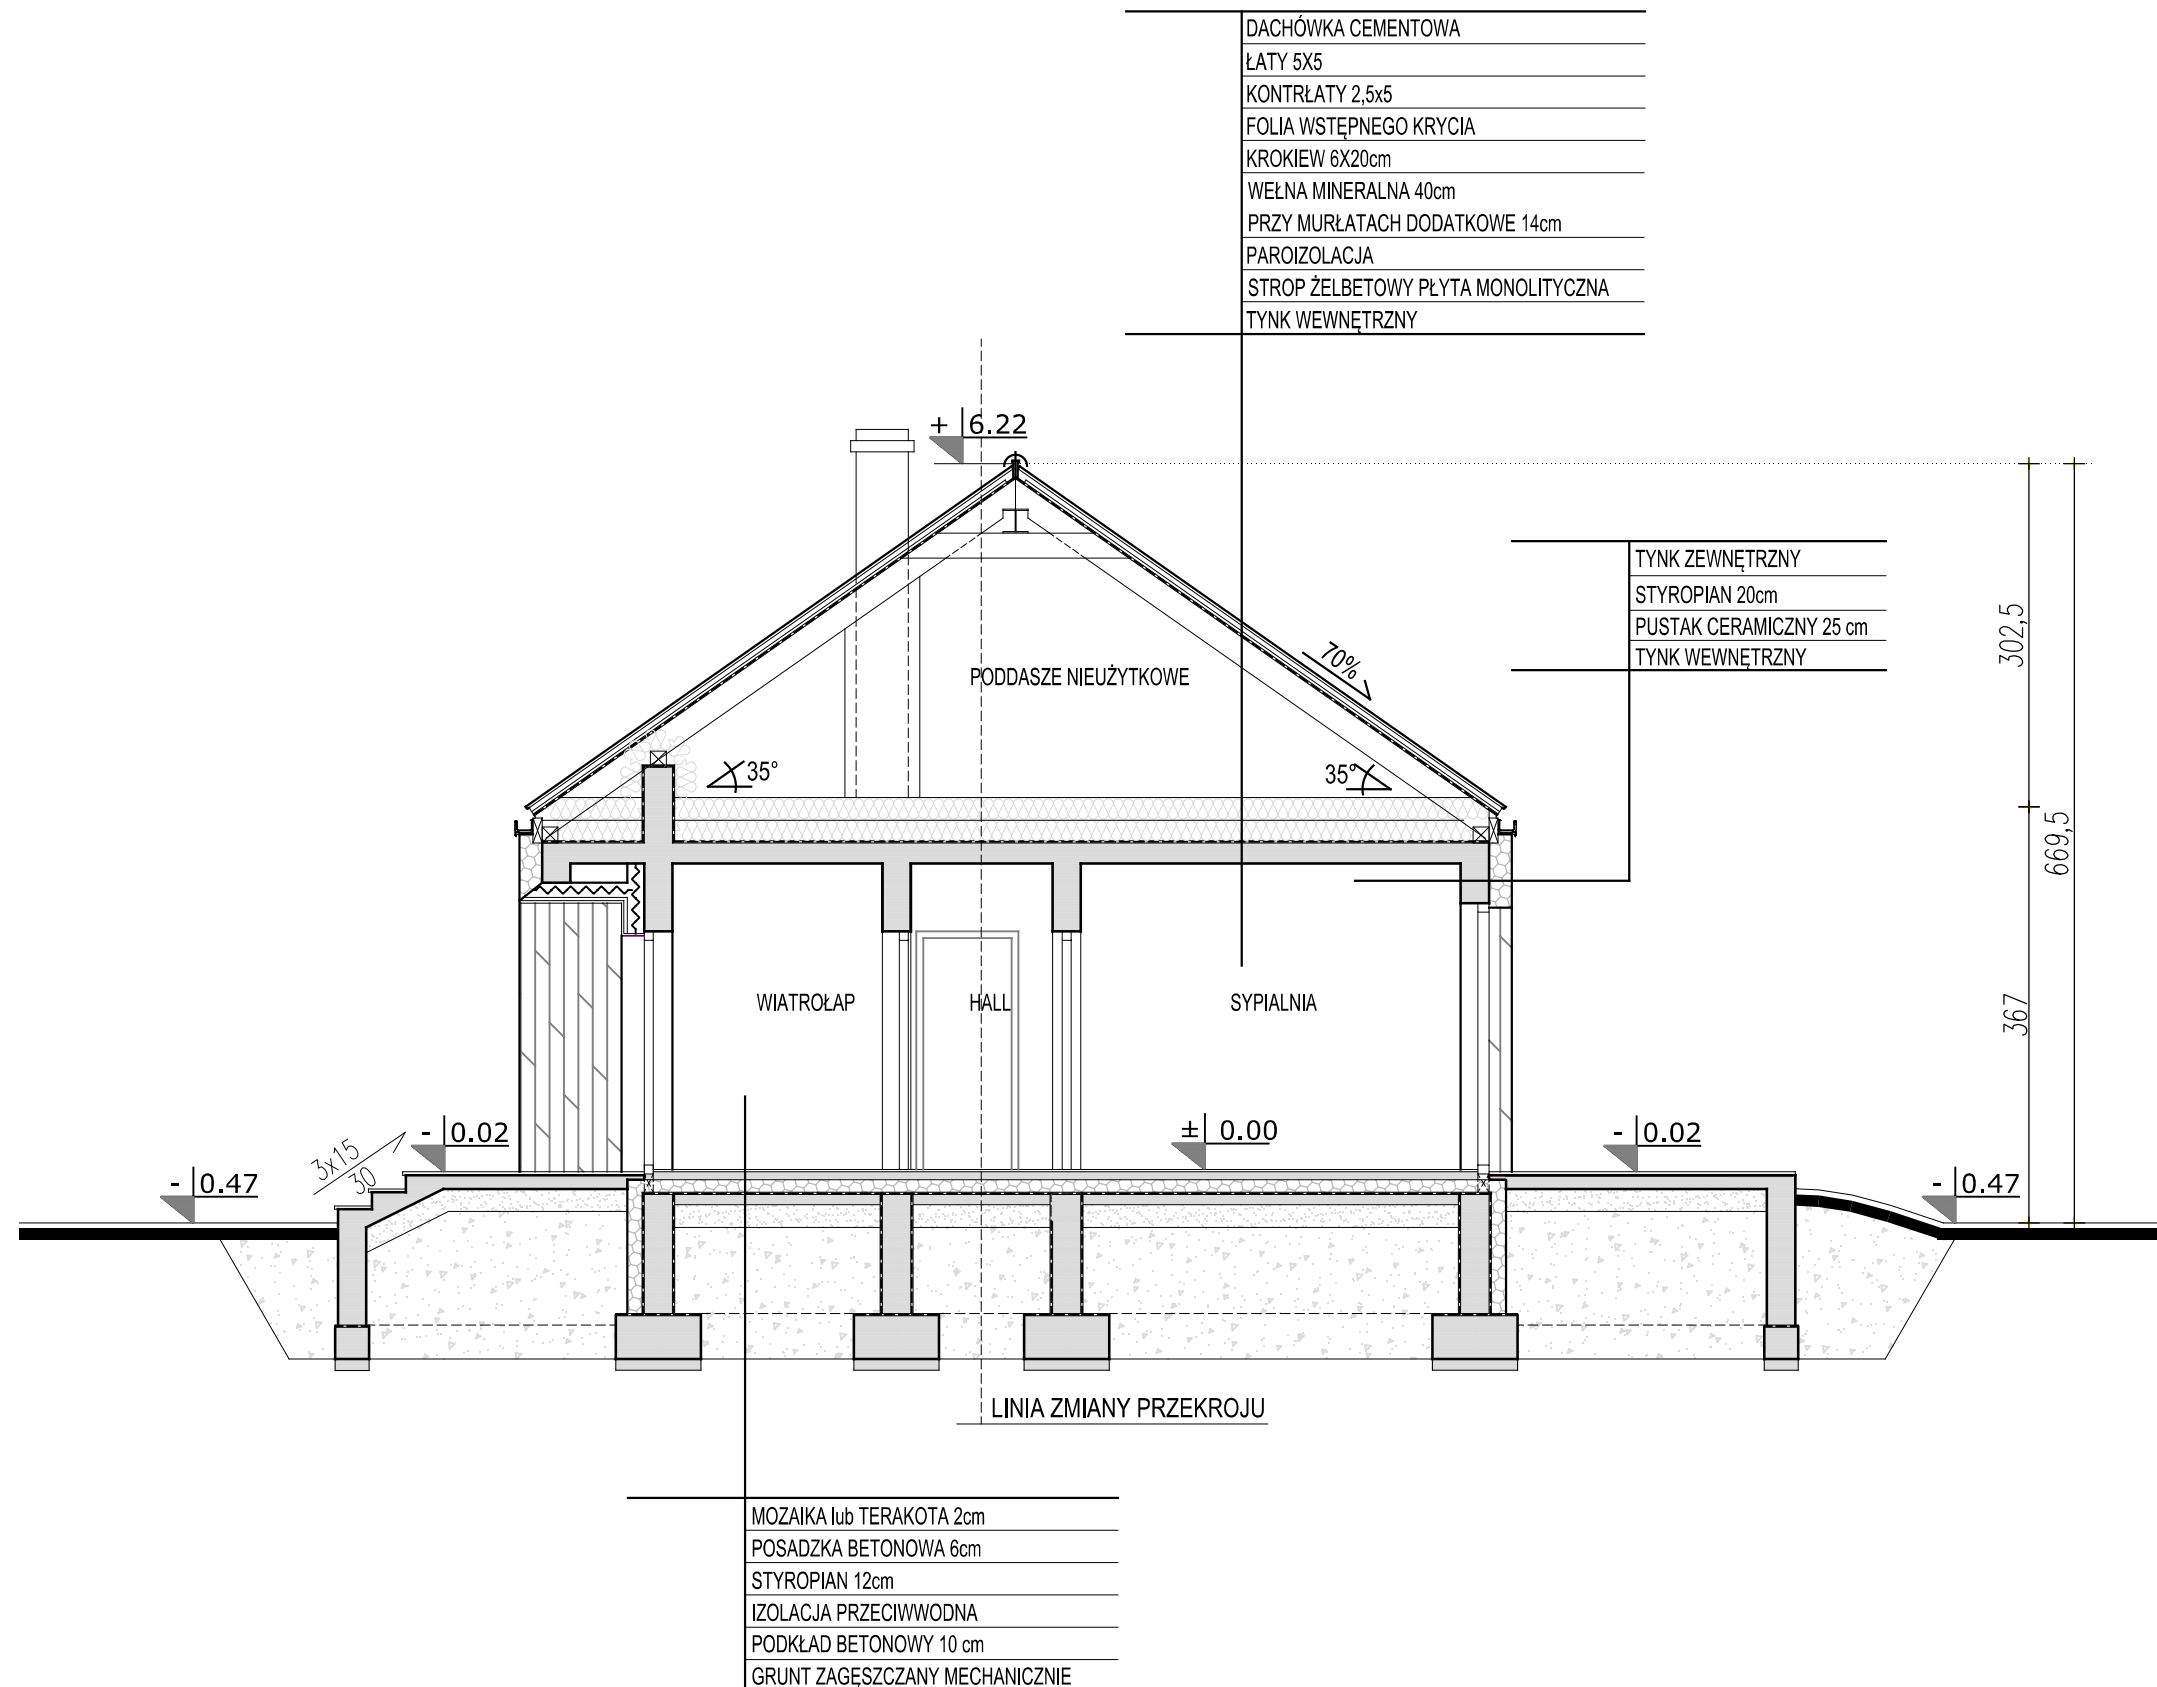 DACHÓWKA CEMENTOWA
ŁATY 5X5
KONTRŁATY 2,5x5
FOLIA WSTĘPNEGO KRYCIA
KROKIEW 6X20cm
WEŁNA MINERALNA 40cm
PRZY MURŁATACH DODATKOWE 14cm
PAROIZOLACJA
STROP ŻELBETOWY PŁYTA MONOLITYCZNA
TYNK WEWNĘTRZNY
+ 6.22
TYNK ZEWNĘTRZNY
STYROPIAN 20cm
PUSTAK CERAMICZNY 25 cm
TYNK WEWNĘTRZNY
302,5
70%
PODDASZE NIEUŻYTKOWE
35°
35°
669,5
367
WIATROŁAP
HALL
SYPIALNIA
3x15
30
- 0.02
± 0.00
- 0.02
- 0.47
- 0.47
LINIA ZMIANY PRZEKROJU
MOZAIKA lub TERAKOTA 2cm
POSADZKA BETONOWA 6cm
STYROPIAN 12cm
IZOLACJA PRZECIWWODNA
PODKŁAD BETONOWY 10 cm
GRUNT ZAGĘSZCZANY MECHANICZNIE